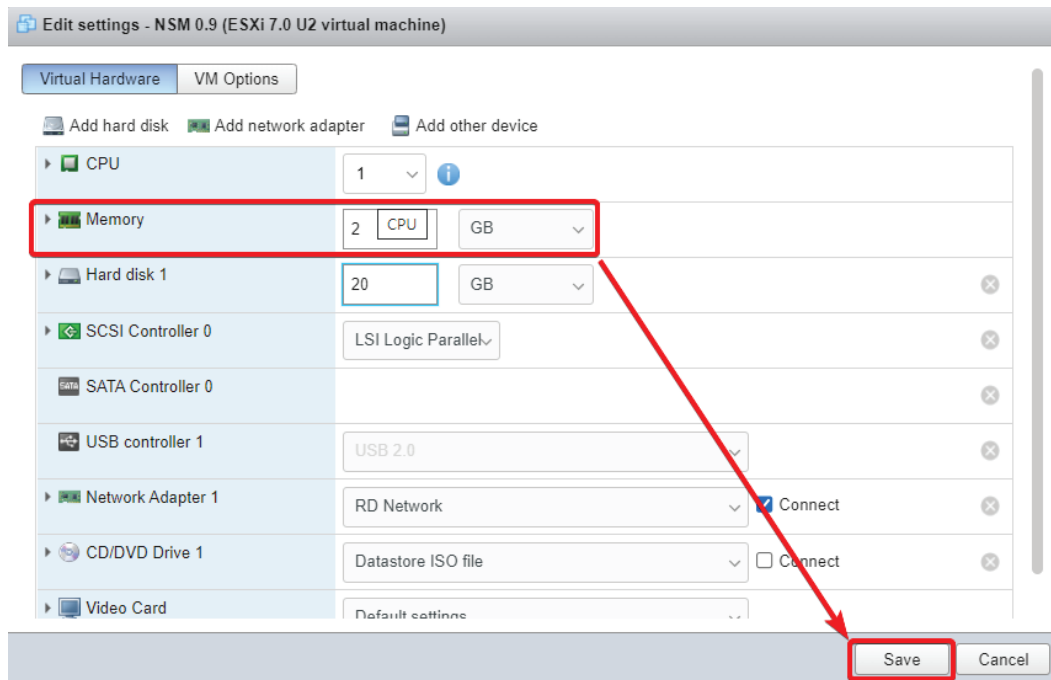 Edit settings - NSM 0.9 (ESXi 7.0 U2 virtual machine)
Virtual Hardware VM Options
Add hard disk Add network adapter Add other device
CPU 1
Memory 2 CPU GB
Hard disk 1 20 GB
SCSI Controller 0 LSI Logic Parallel
SATA SATA Controller 0
USB controller 1 USB 2.0
Network Adapter 1 RD Network Connect
CD/DVD Drive 1 Datastore ISO file Connect
Video Card Default settings
Save Cancel